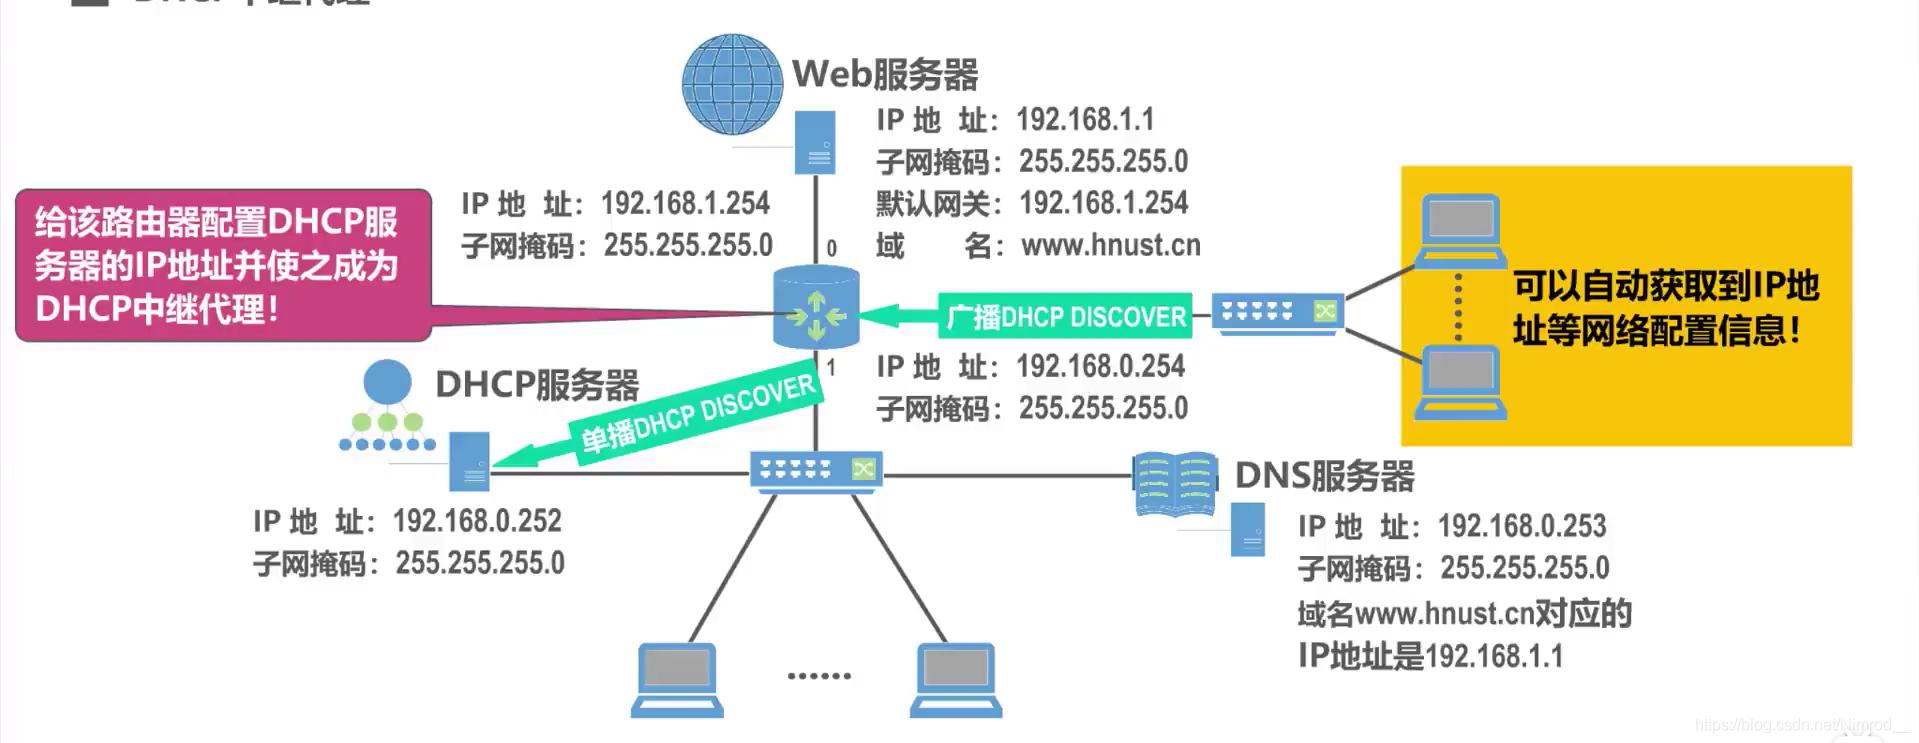 DHCP中继代理
Web服务器
IP 地 址：192.168.1.1
子网掩码：255.255.255.0
默认网关：192.168.1.254
域 名：www.hnust.cn
IP 地 址：192.168.1.254
子网掩码：255.255.255.0
0
给该路由器配置DHCP服
务器的IP地址并使之成为
DHCP中继代理！
广播DHCP DISCOVER
可以自动获取到IP地
址等网络配置信息！
1
IP 地 址：192.168.0.254
子网掩码：255.255.255.0
DHCP服务器
单播DHCP DISCOVER
IP 地 址：192.168.0.252
子网掩码：255.255.255.0
DNS服务器
IP 地 址：192.168.0.253
子网掩码：255.255.255.0
域名www.hnust.cn对应的
IP地址是192.168.1.1
......
https://blog.csdn.net/Nimrod__